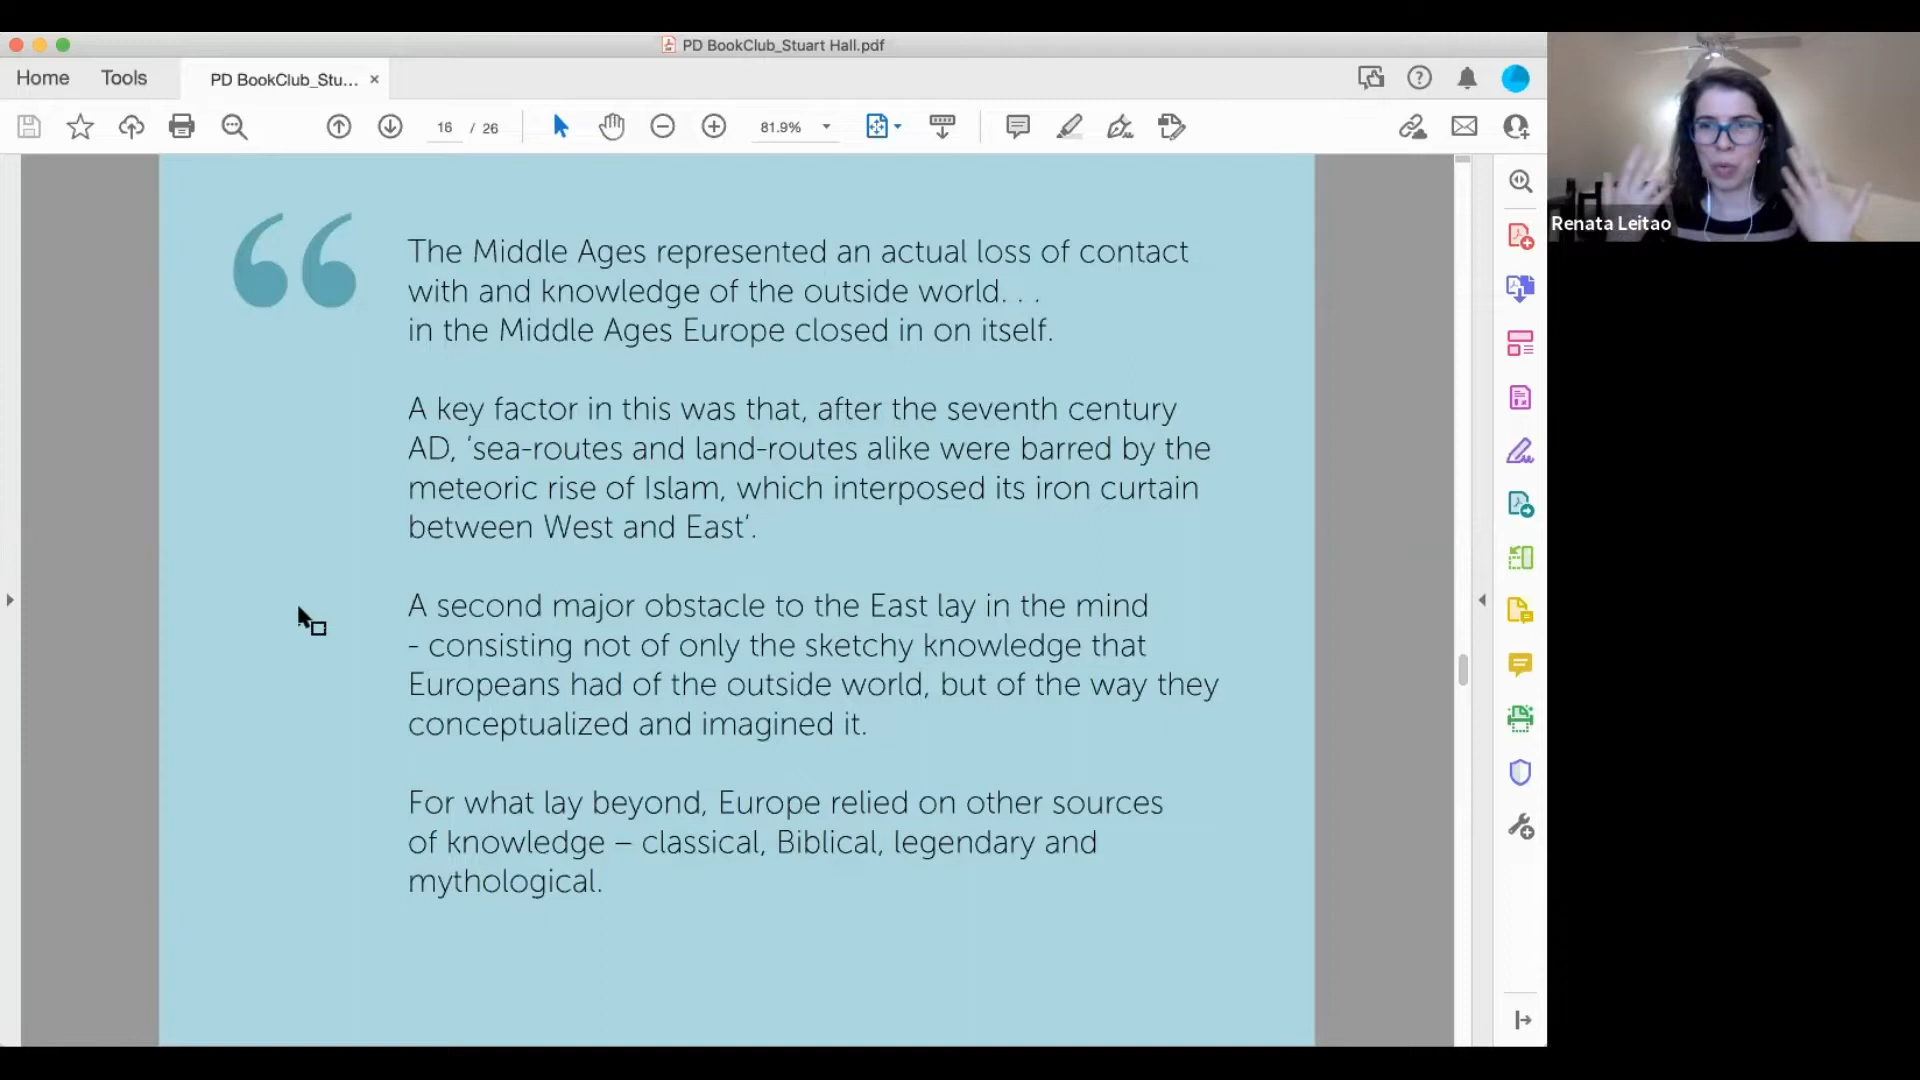 PD BookClub_Stuart Hall.pdf
Home
Tools
PD BookClub_Stu... ×
16 / 26
81.9%
Renata Leitao
“
The Middle Ages represented an actual loss of contact
with and knowledge of the outside world. . .
in the Middle Ages Europe closed in on itself.
A key factor in this was that, after the seventh century
AD, ‘sea-routes and land-routes alike were barred by the
meteoric rise of Islam, which interposed its iron curtain
between West and East’.
A second major obstacle to the East lay in the mind
- consisting not of only the sketchy knowledge that
Europeans had of the outside world, but of the way they
conceptualized and imagined it.
For what lay beyond, Europe relied on other sources
of knowledge – classical, Biblical, legendary and
mythological.